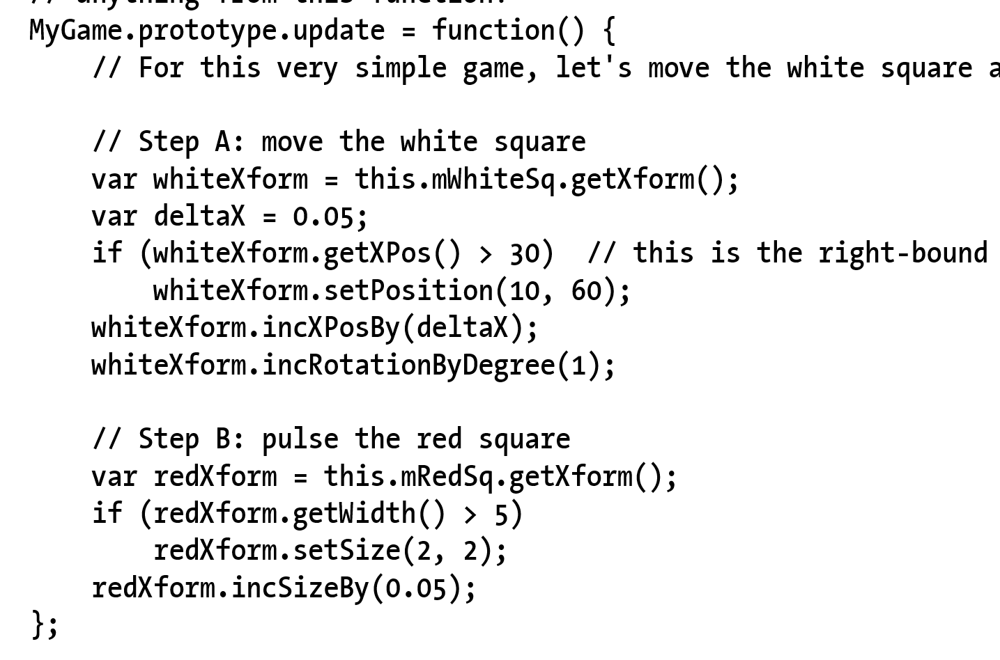 // anything from this function!
MyGame.prototype.update = function() {
// For this very simple game, let's move the white square a
// Step A: move the white square
var whiteXform = this.mWhiteSq.getXform();
var deltaX = 0.05;
if (whiteXform.getXPos() > 30)  // this is the right-bound
whiteXform.setPosition(10, 60);
whiteXform.incXPosBy(deltaX);
whiteXform.incRotationByDegree(1);
// Step B: pulse the red square
var redXform = this.mRedSq.getXform();
if (redXform.getWidth() > 5)
redXform.setSize(2, 2);
redXform.incSizeBy(0.05);
};